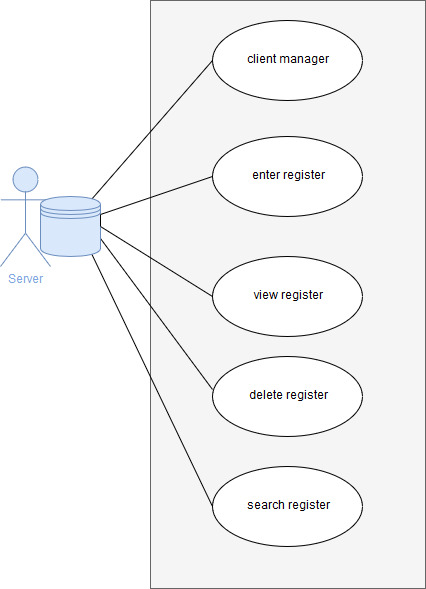 client manager
enter register
Server
view register
delete register
search register